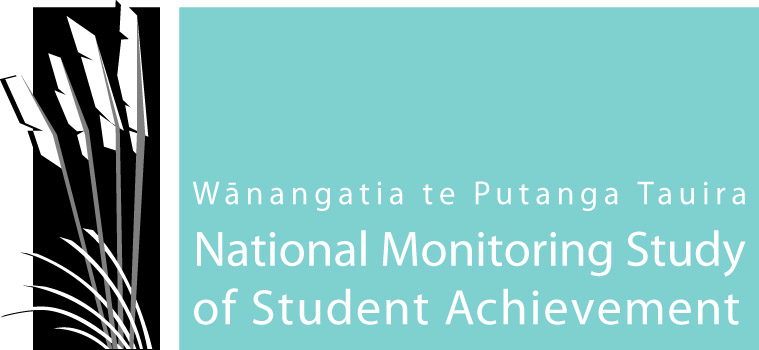 Wānangatia te Putanga Tauira
National Monitoring Study
of Student Achievement